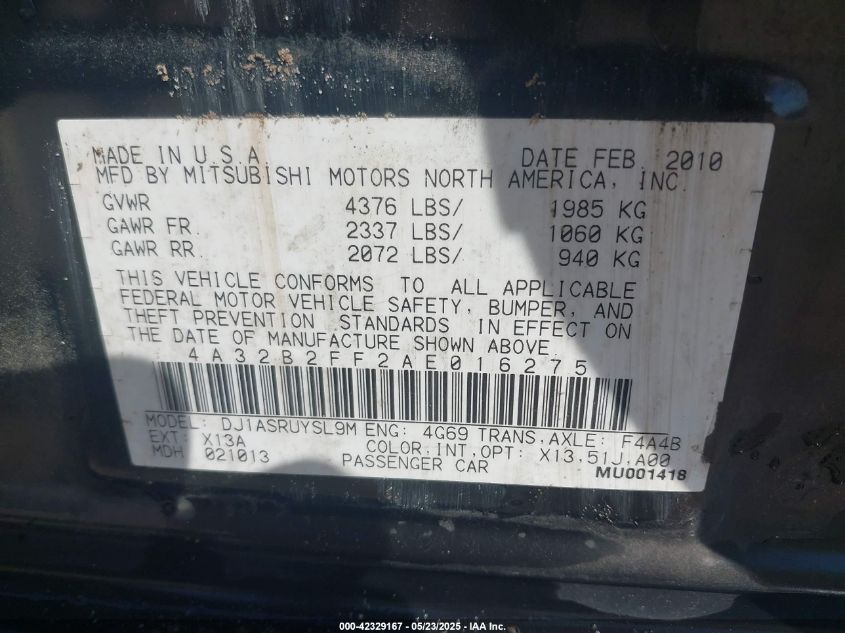 MADE IN U.S.A. DATE FEB, 2010
MFD BY MITSUBISHI MOTORS NORTH AMERICA, INC.
GVWR 4376 LBS/ 1985 KG
GAWR FR. 2337 LBS/ 1060 KG
GAWR RR. 2072 LBS/ 940 KG
THIS VEHICLE CONFORMS TO ALL APPLICABLE
FEDERAL MOTOR VEHICLE SAFETY, BUMPER, AND
THEFT PREVENTION STANDARDS IN EFFECT ON
THE DATE OF MANUFACTURE SHOWN ABOVE.
4A32B2FF2AE016275
MODEL: DJ1ASRUYSL9M ENG: 4G69 TRANS,AXLE: F4A4B
EXT: X13A COLOR,INT,OPT: X13,51J,A00
MDH 021013 PASSENGER CAR MU001418
000-42329167 - 05/23/2025 - IAA Inc.